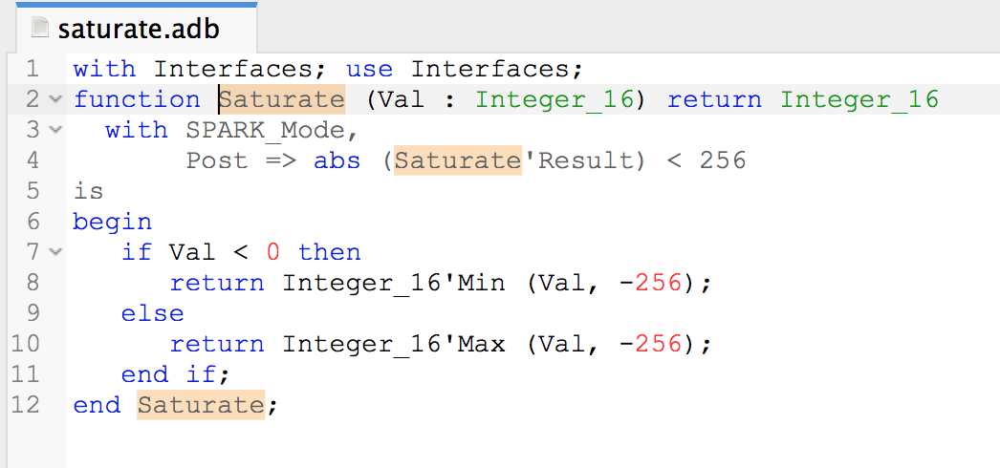 saturate.adb
1 with Interfaces; use Interfaces;
2 function Saturate (Val : Integer_16) return Integer_16
3 with SPARK_Mode,
4 Post => abs (Saturate'Result) < 256
5 is
6 begin
7 if Val < 0 then
8 return Integer_16'Min (Val, -256);
9 else
10 return Integer_16'Max (Val, -256);
11 end if;
12 end Saturate;